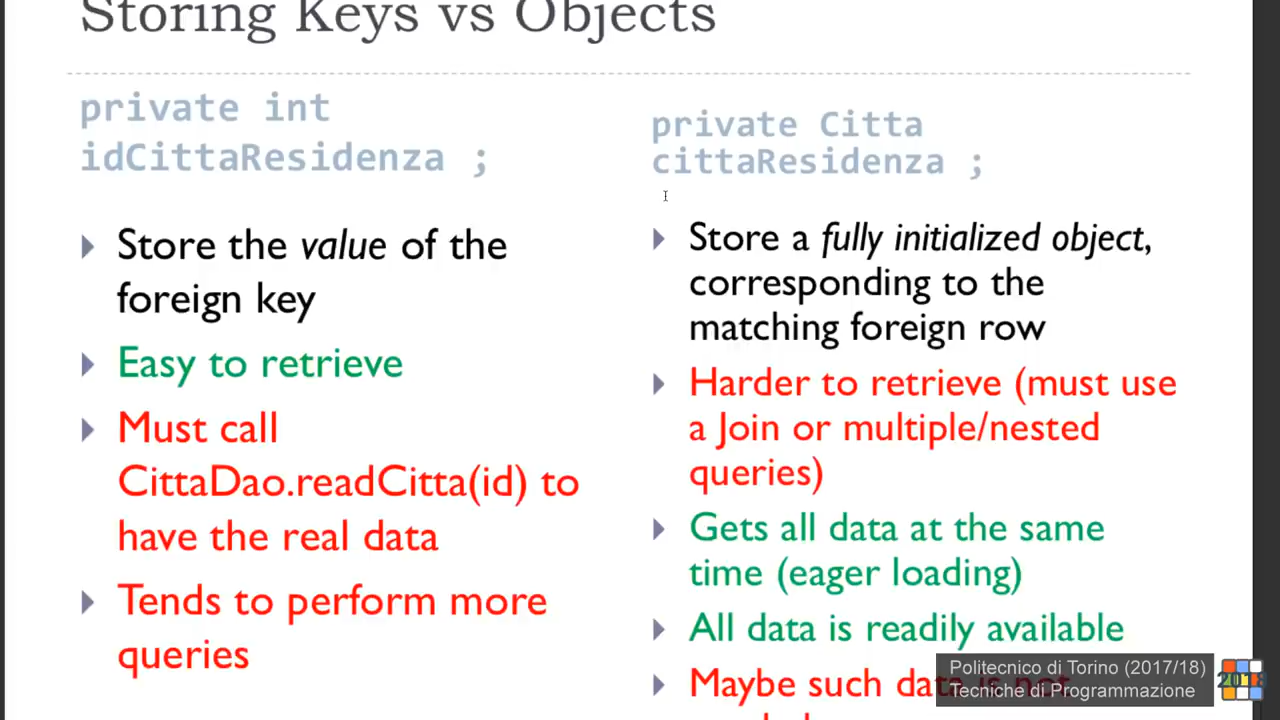 Storing Keys vs Objects
private int
idCittaResidenza ;
Store the value of the
foreign key
Easy to retrieve
Must call
CittaDao.readCitta(id) to
have the real data
Tends to perform more
queries
private Citta
cittaResidenza ;
Store a fully initialized object,
corresponding to the
matching foreign row
Harder to retrieve (must use
a Join or multiple/nested
queries)
Gets all data at the same
time (eager loading)
All data is readily available
Maybe such data is not
Politecnico di Torino (2017/18)
Tecniche di Programmazione
2018